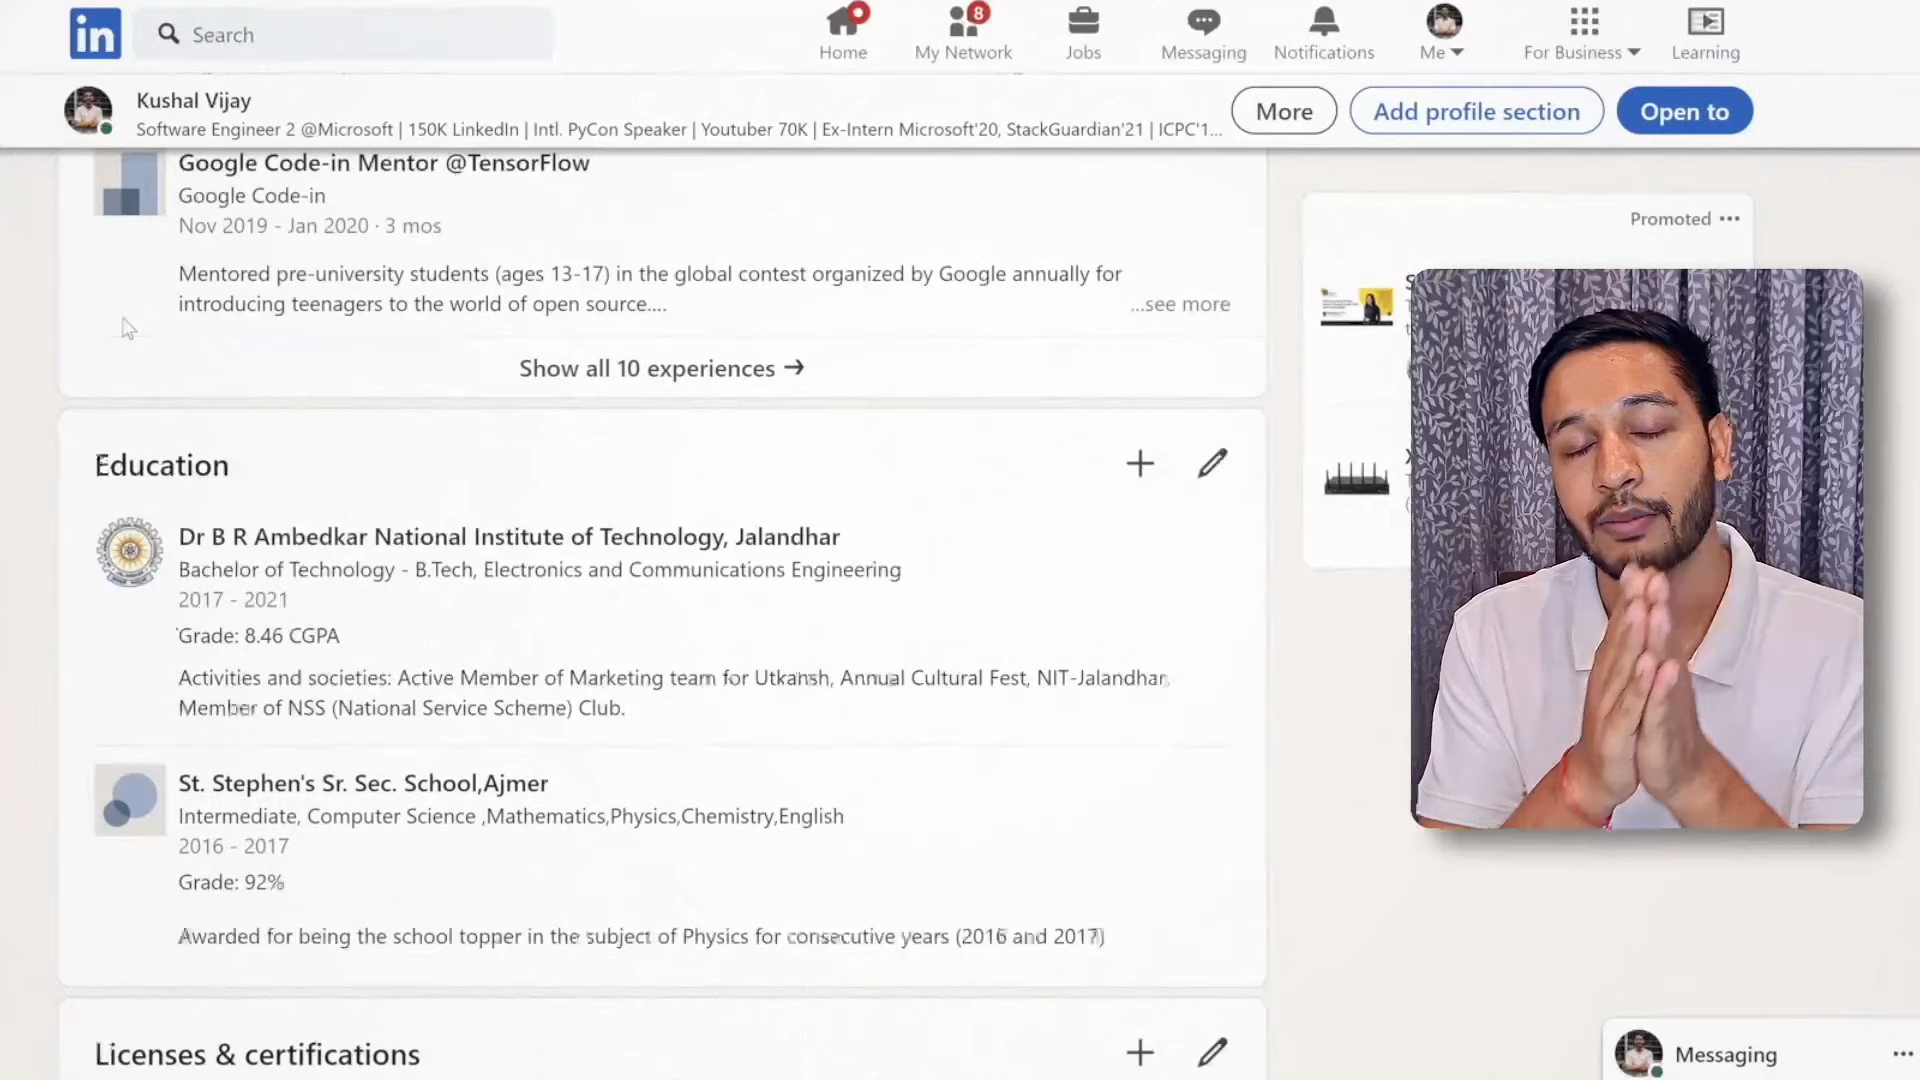 in
Search
Home
8
My Network
Jobs
Messaging
Notifications
Me
For Business
Learning
Kushal Vijay
Software Engineer 2 @Microsoft | 150K LinkedIn | Intl. PyCon Speaker | Youtuber 70K | Ex-Intern Microsoft'20, StackGuardian'21 | ICPC'1...
More
Add profile section
Open to
Google Code-in Mentor @TensorFlow
Google Code-in
Nov 2019 - Jan 2020 · 3 mos
Mentored pre-university students (ages 13-17) in the global contest organized by Google annually for
introducing teenagers to the world of open source....
...see more
Show all 10 experiences →
Promoted
Education
Dr B R Ambedkar National Institute of Technology, Jalandhar
Bachelor of Technology - B.Tech, Electronics and Communications Engineering
2017 - 2021
Grade: 8.46 CGPA
Activities and societies: Active Member of Marketing team for Utkansh, Annual Cultural Fest, NIT-Jalandhar.
Member of NSS (National Service Scheme) Club.
St. Stephen's Sr. Sec. School,Ajmer
Intermediate, Computer Science ,Mathematics,Physics,Chemistry,English
2016 - 2017
Grade: 92%
Awarded for being the school topper in the subject of Physics for consecutive years (2016 and 2017)
Licenses & certifications
Messaging